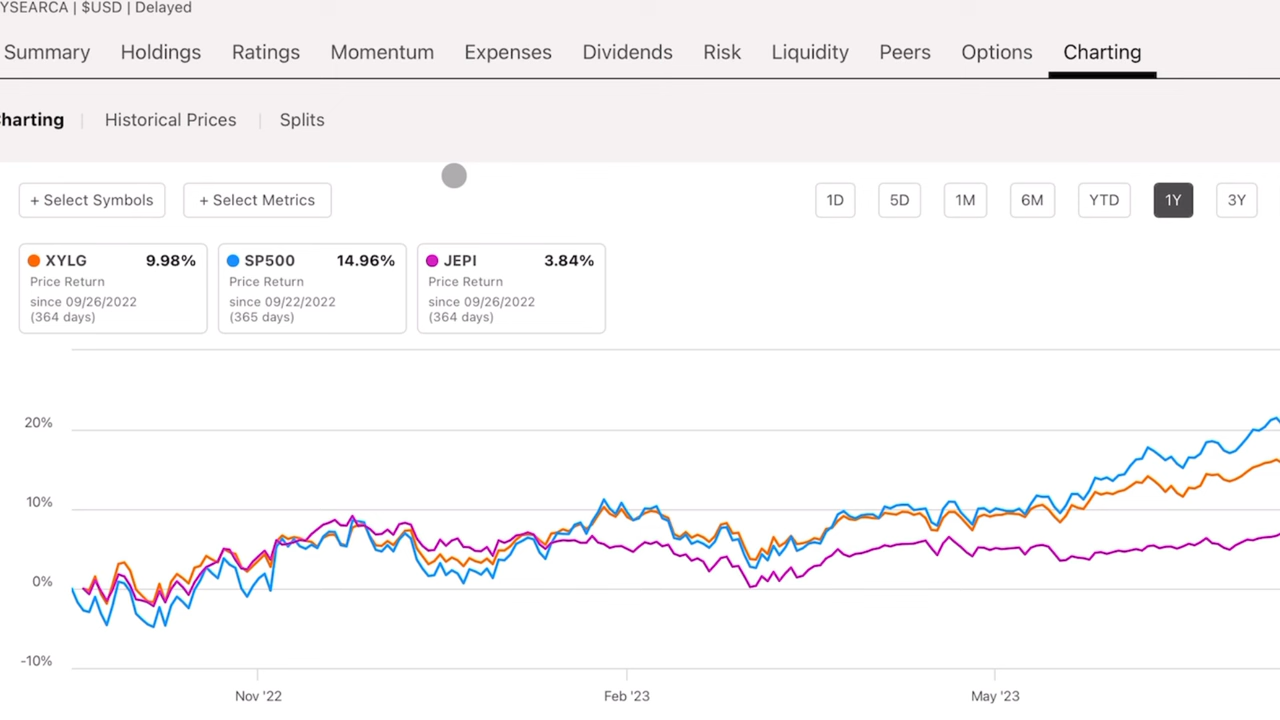 YSEARCA | $USD | Delayed
Summary Holdings Ratings Momentum Expenses Dividends Risk Liquidity Peers Options Charting
harting | Historical Prices | Splits
+ Select Symbols + Select Metrics 1D 5D 1M 6M YTD 1Y 3Y
XYLG 9.98% SP500 14.96% JEPI 3.84%
Price Return Price Return Price Return
since 09/26/2022 since 09/22/2022 since 09/26/2022
(364 days) (365 days) (364 days)
20%
10%
0%
-10%
Nov '22 Feb '23 May '23